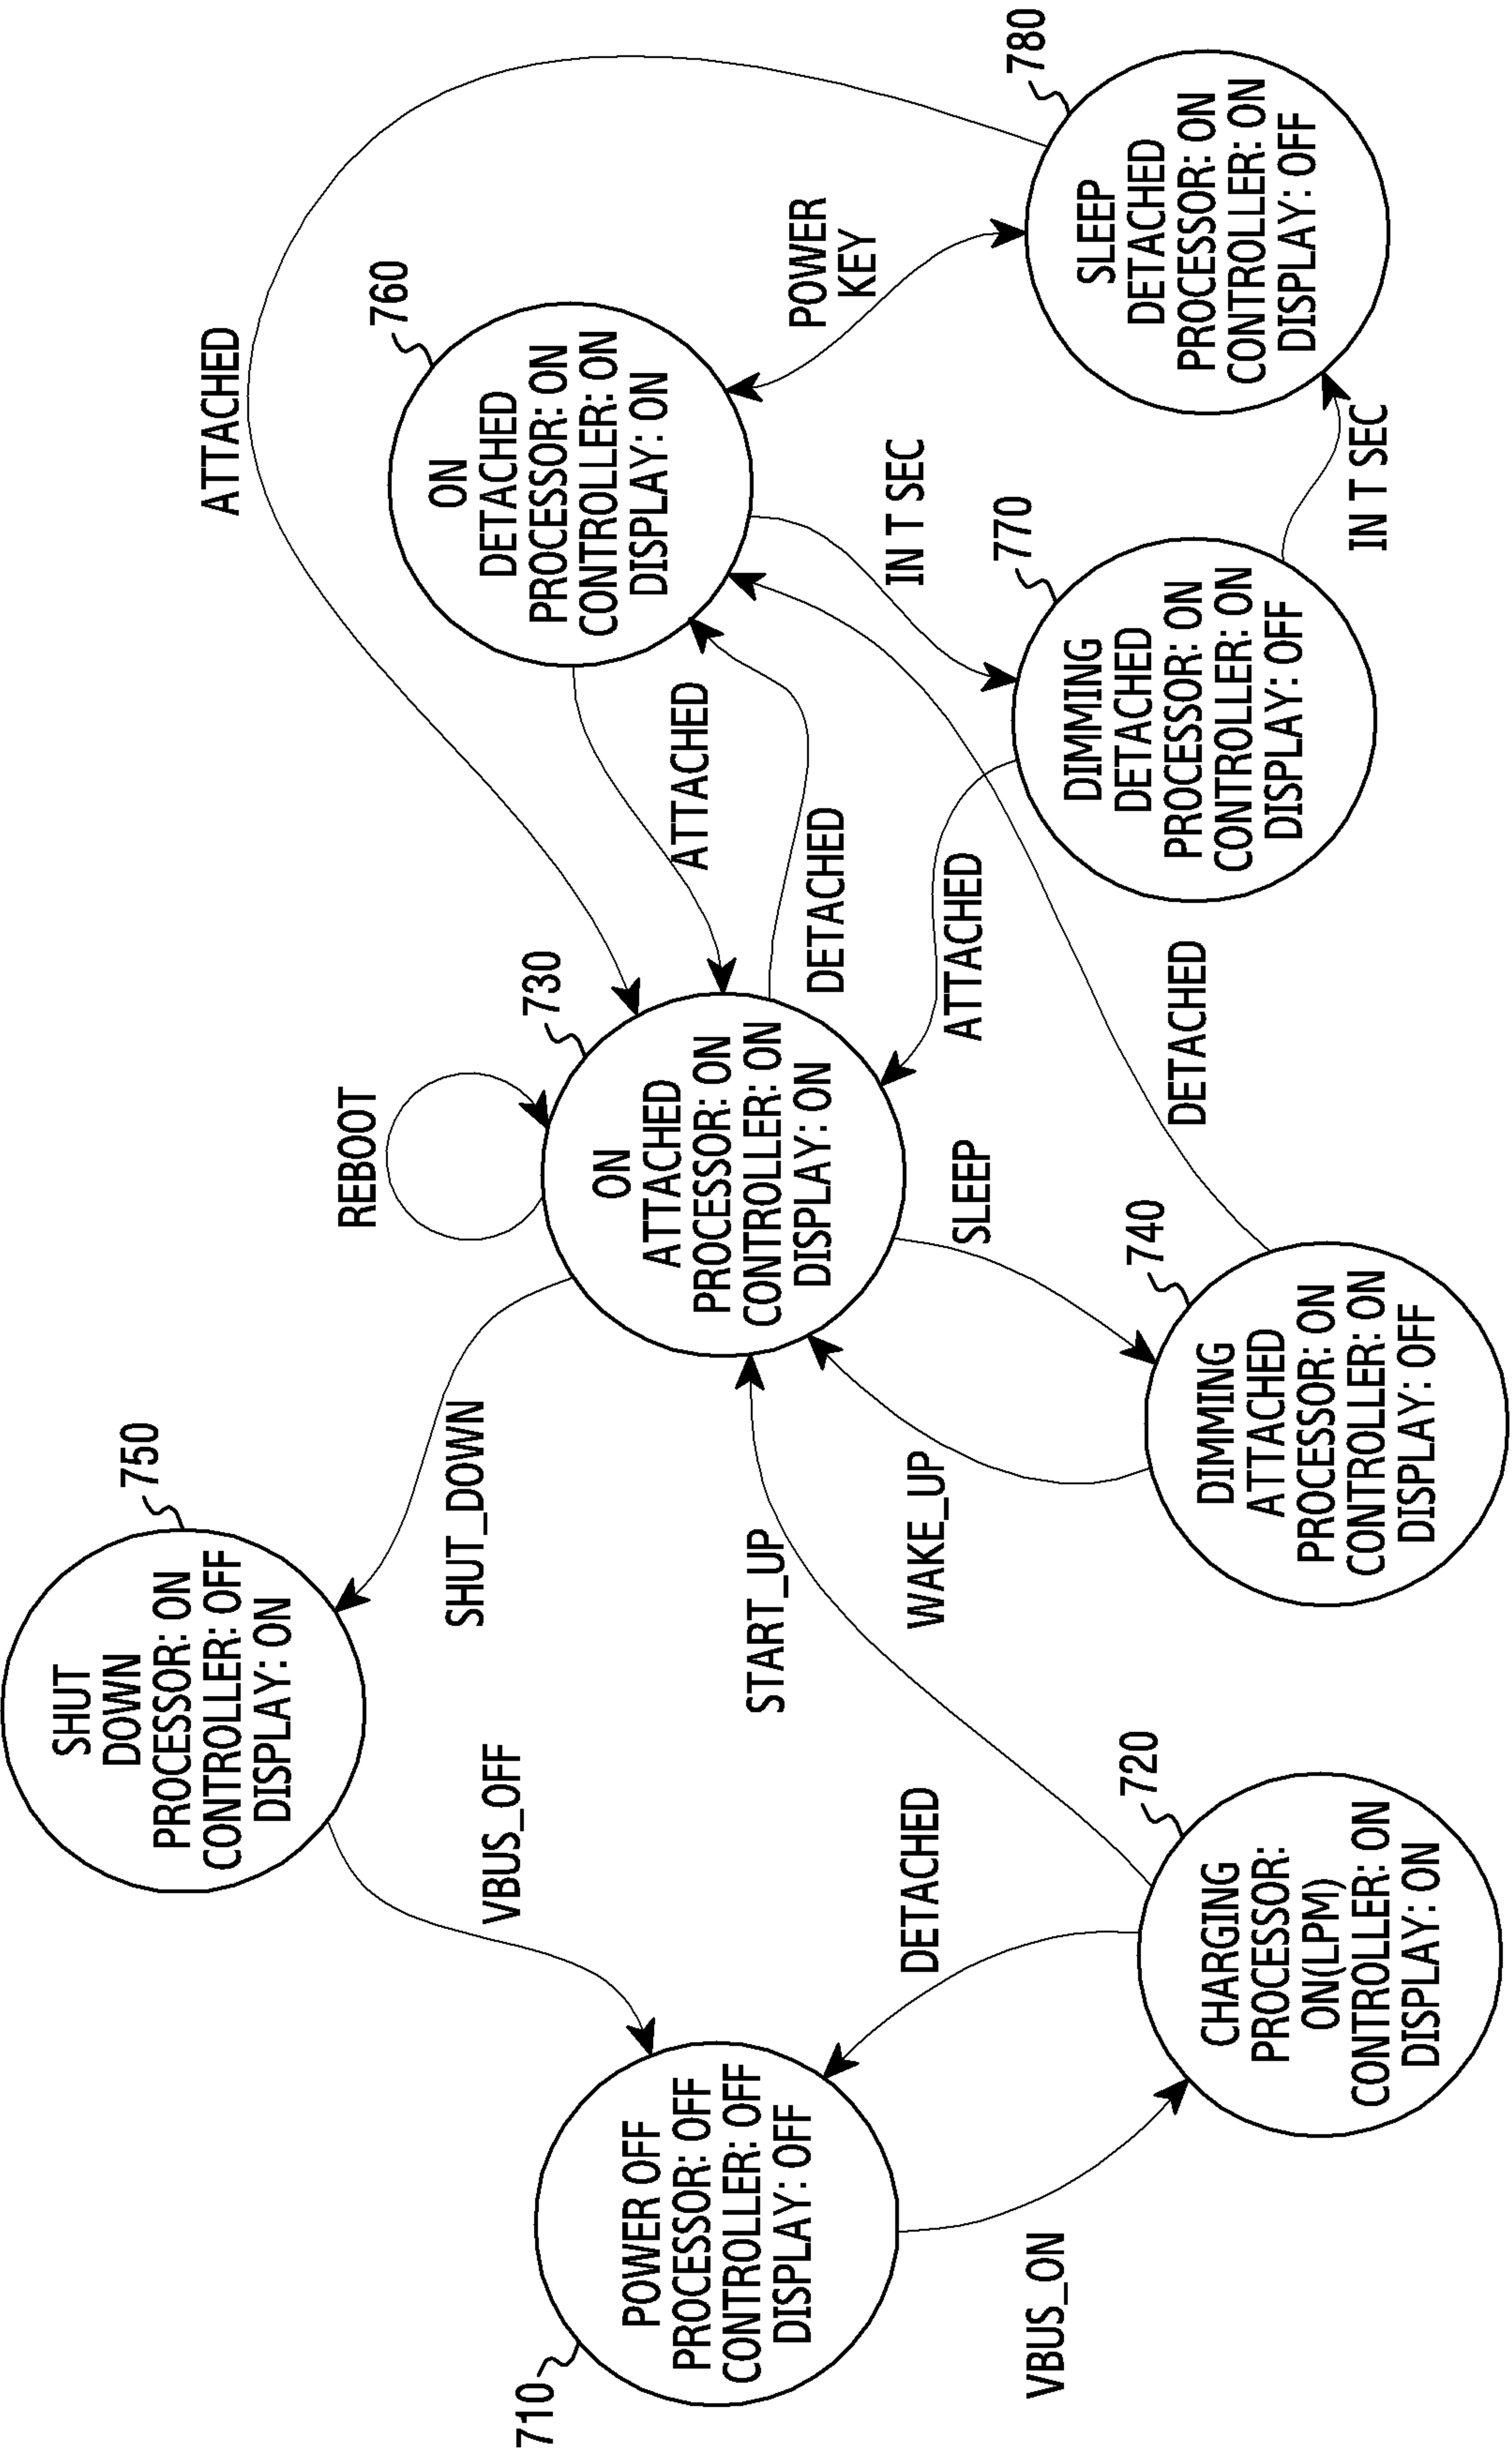 710
POWER OFF
PROCESSOR: OFF
CONTROLLER: OFF
DISPLAY: OFF
VBUS_ON
VBUS_OFF
DETACHED
720
CHARGING
PROCESSOR:
ON(LPM)
CONTROLLER: ON
DISPLAY: ON
750
SHUT
DOWN
PROCESSOR: ON
CONTROLLER: OFF
DISPLAY: ON
SHUT_DOWN
START_UP
WAKE_UP
REBOOT
730
ON
ATTACHED
PROCESSOR: ON
CONTROLLER: ON
DISPLAY: ON
SLEEP
740
DIMMING
ATTACHED
PROCESSOR: ON
CONTROLLER: ON
DISPLAY: OFF
ATTACHED
ATTACHED
DETACHED
ATTACHED
DETACHED
760
ON
DETACHED
PROCESSOR: ON
CONTROLLER: ON
DISPLAY: ON
IN T SEC
770
DIMMING
DETACHED
PROCESSOR: ON
CONTROLLER: ON
DISPLAY: OFF
POWER
KEY
IN T SEC
780
SLEEP
DETACHED
PROCESSOR: ON
CONTROLLER: ON
DISPLAY: OFF